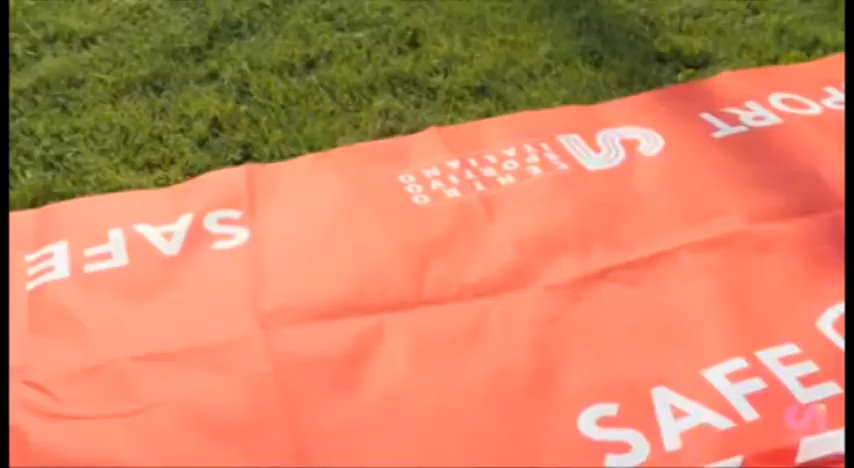 SPORT
CENTRO
SPORTIVO
ITALIANO
SAFE
SAFE